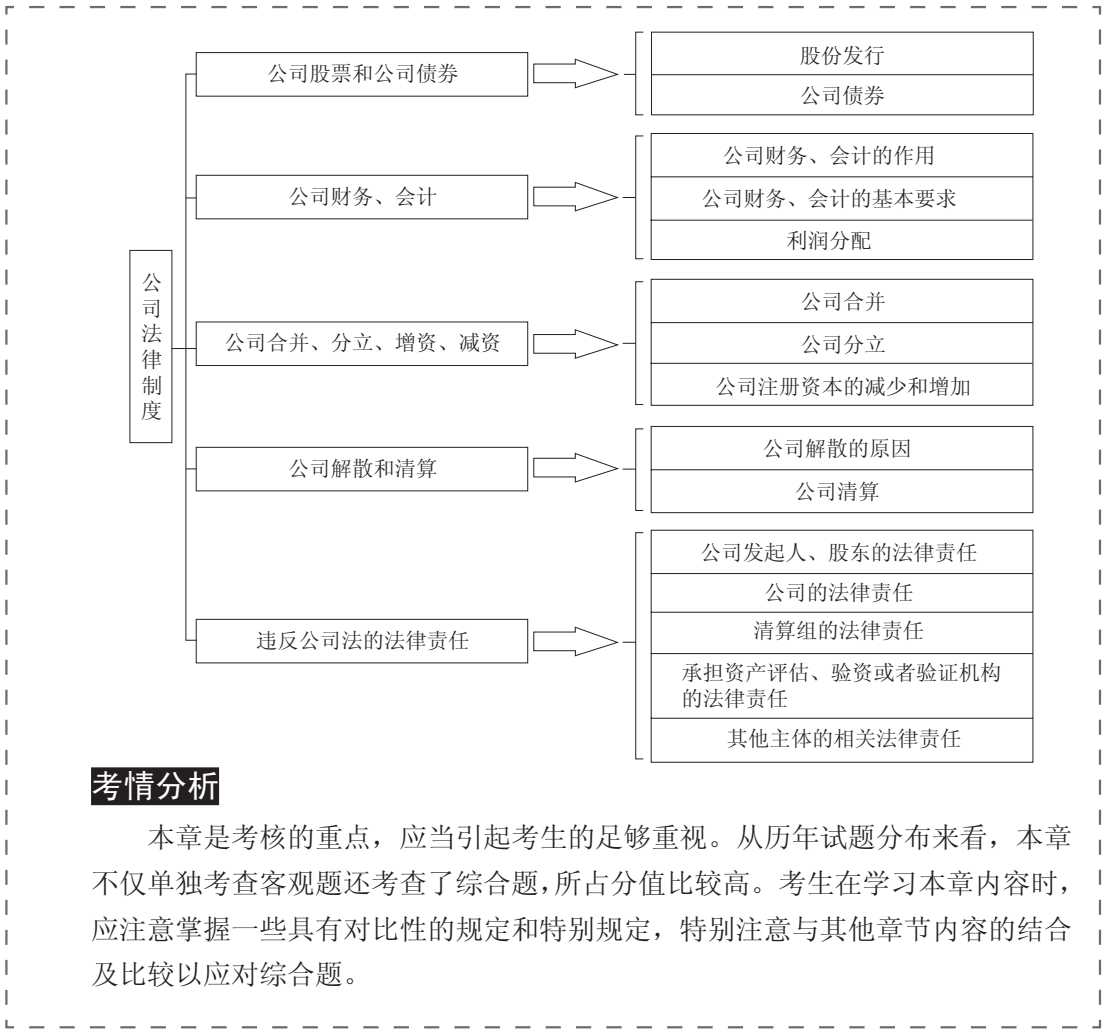 公司法律制度
公司股票和公司债券
股份发行
公司债券
公司财务、会计
公司财务、会计的作用
公司财务、会计的基本要求
利润分配
公司合并、分立、增资、减资
公司合并
公司分立
公司注册资本的减少和增加
公司解散和清算
公司解散的原因
公司清算
违反公司法的法律责任
公司发起人、股东的法律责任
公司的法律责任
清算组的法律责任
承担资产评估、验资或者验证机构
的法律责任
其他主体的相关法律责任
考情分析
本章是考核的重点，应当引起考生的足够重视。从历年试题分布来看，本章
不仅单独考查客观题还考查了综合题，所占分值比较高。考生在学习本章内容时，
应注意掌握一些具有对比性的规定和特别规定，特别注意与其他章节内容的结合
及比较以应对综合题。